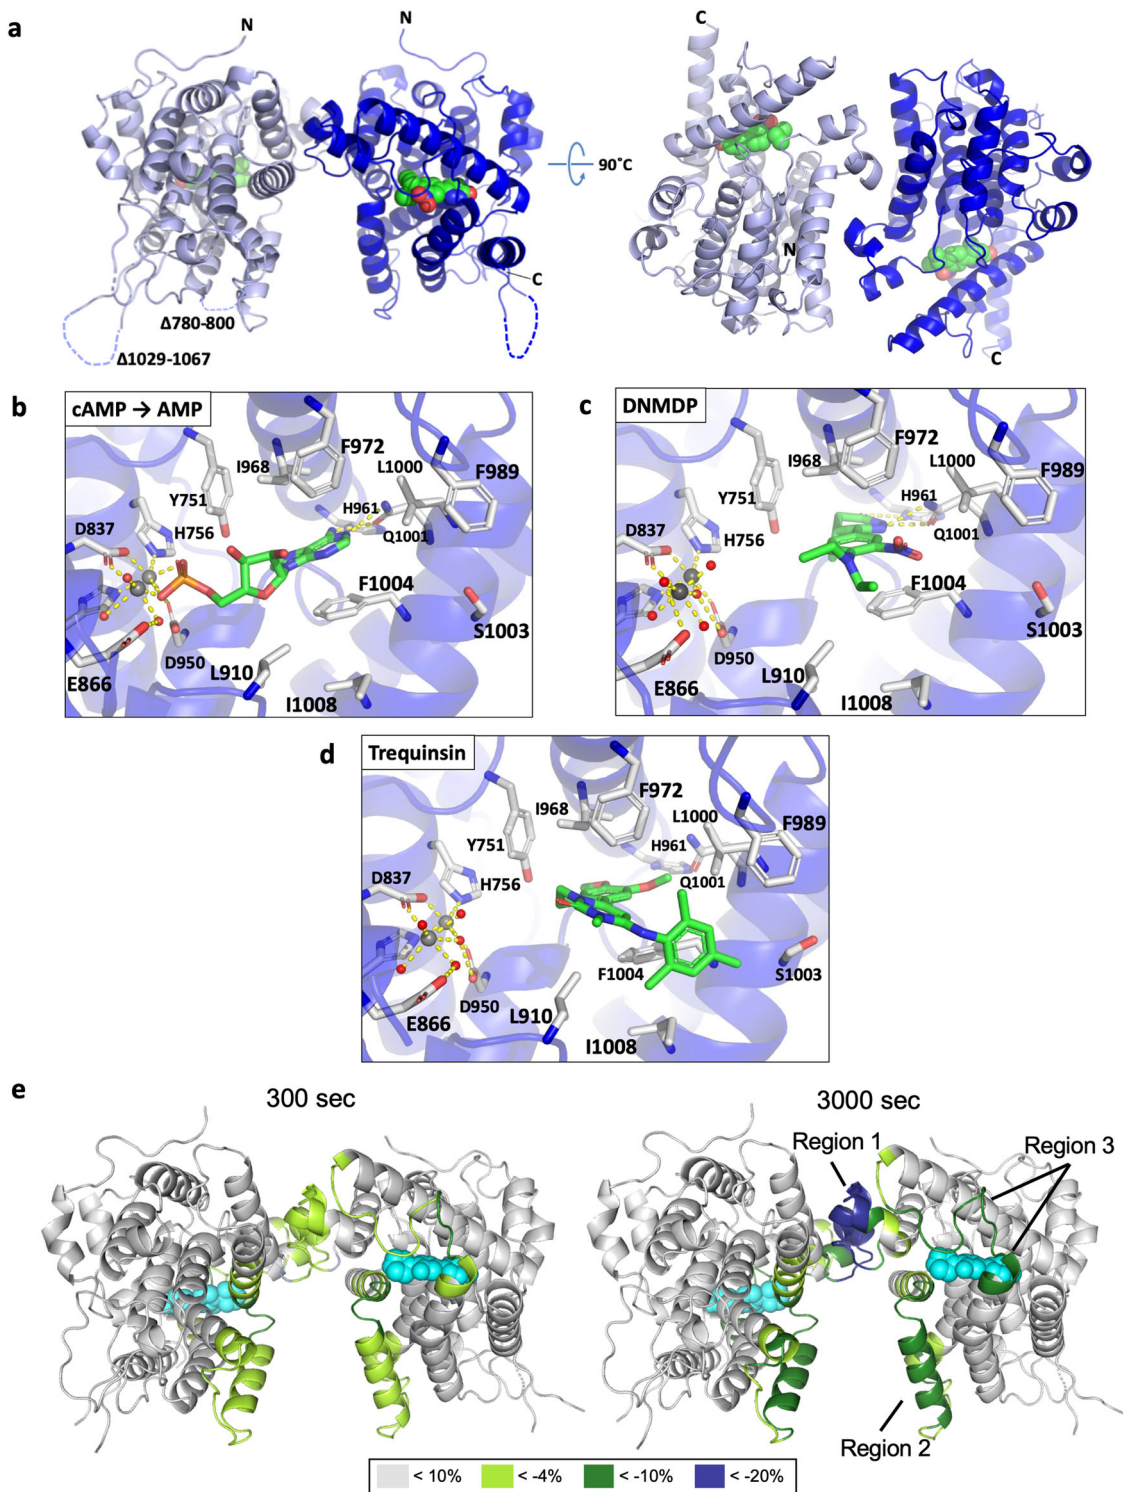 a
N
N
C
90°C
N
C
C
Δ780-800
Δ1029-1067
b
cAMP → AMP
F972
I968
L1000
F989
Y751
H961
D837
H756
Q1001
F1004
S1003
D950
E866
L910
I1008
c
DNMDP
F972
I968
L1000
F989
Y751
H961
D837
H756
Q1001
F1004
S1003
D950
E866
L910
I1008
d
Trequinsin
F972
I968
L1000
F989
Y751
H961
D837
H756
Q1001
F1004
S1003
D950
E866
L910
I1008
e
300 sec
3000 sec
Region 1
Region 3
Region 2
< 10%
< -4%
< -10%
< -20%